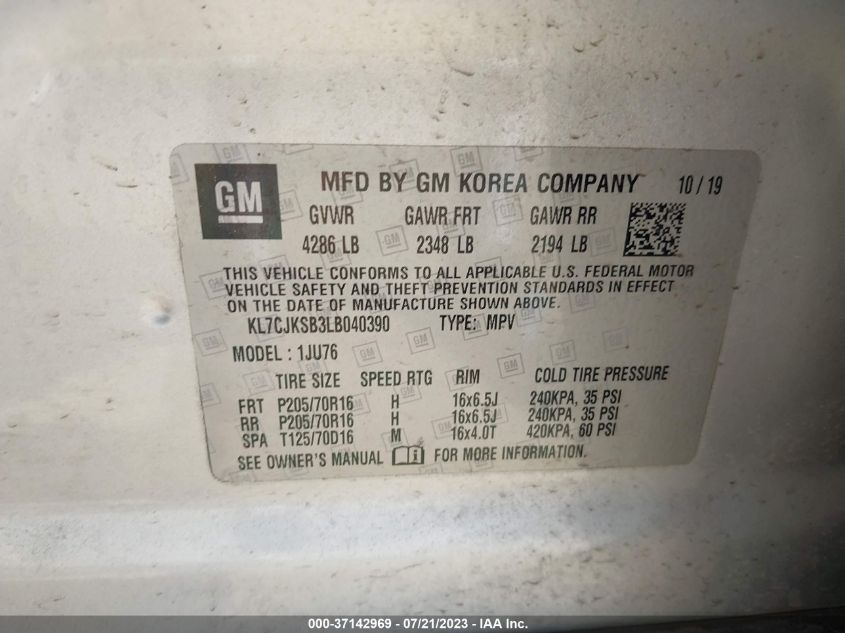 GM MFD BY GM KOREA COMPANY 10 / 19
GVWR GAWR FRT GAWR RR
4286 LB 2348 LB 2194 LB
THIS VEHICLE CONFORMS TO ALL APPLICABLE U.S. FEDERAL MOTOR
VEHICLE SAFETY AND THEFT PREVENTION STANDARDS IN EFFECT
ON THE DATE OF MANUFACTURE SHOWN ABOVE.
KL7CJKSB3LB040390 TYPE: MPV
MODEL : 1JU76
TIRE SIZE SPEED RTG RIM COLD TIRE PRESSURE
FRT P205/70R16 H 16x6.5J 240KPA, 35 PSI
RR P205/70R16 H 16x6.5J 240KPA, 35 PSI
SPA T125/70D16 M 16x4.0T 420KPA, 60 PSI
SEE OWNER'S MANUAL FOR MORE INFORMATION.
000-37142969 / 07/21/2023 - IAA Inc.